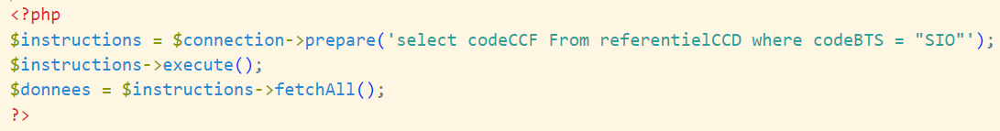 <?php
$instructions = $connection->prepare('select codeCCF From referentielCCD where codeBTS = "SIO"');
$instructions->execute();
$donnees = $instructions->fetchAll();
?>